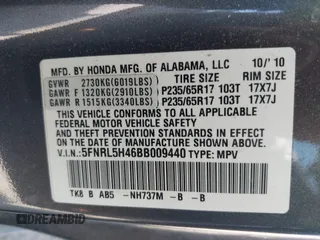 MFD. BY HONDA MFG OF ALABAMA, LLC 10/'10
GVWR 2730KG(6019LBS) TIRE SIZE RIM SIZE
GAWR F 1320KG(2910LBS) P235/65R17 103T 17X7J
GAWR R 1515KG(3340LBS) P235/65R17 103T 17X7J
THIS VEHICLE CONFORMS TO ALL APPLICABLE
FEDERAL MOTOR VEHICLE SAFETY AND
THEFT PREVENTION STANDARDS IN EFFECT ON
THE DATE OF MANUFACTURE SHOWN ABOVE.
V.I.N:5FNRL5H46BB009440 TYPE: MPV
TK8 B AB5 -NH737M -B -B
DREAMBID